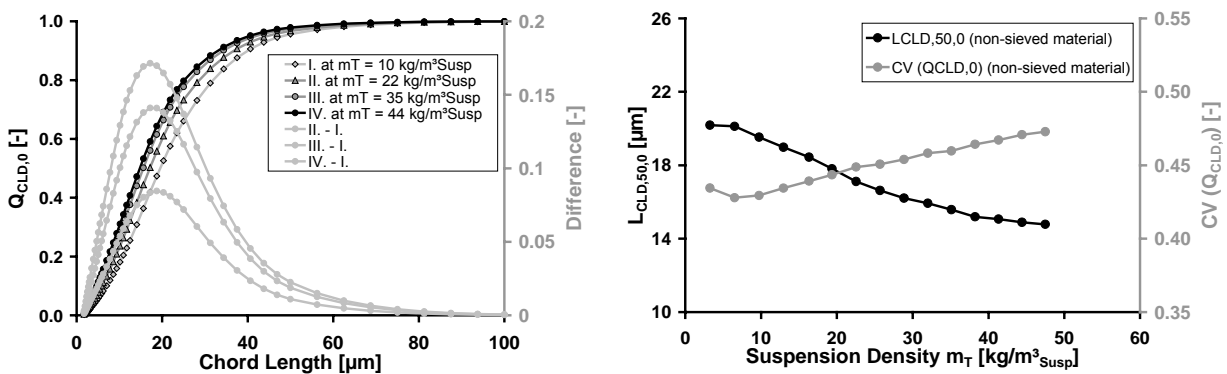 1.0
0.8
0.6
0.4
0.2
0.0
Q_CLD,0 [-]
0 20 40 60 80 100
Chord Length [µm]
0.2
0.15
0.1
0.05
0
Difference [-]
I. at mT = 10 kg/m³Susp
II. at mT = 22 kg/m³Susp
III. at mT = 35 kg/m³Susp
IV. at mT = 44 kg/m³Susp
II. - I.
III. - I.
IV. - I.
26
22
18
14
10
L_CLD,50,0 [µm]
0 10 20 30 40 50 60
Suspension Density m_T [kg/m³_Susp]
0.55
0.50
0.45
0.40
0.35
CV (Q_CLD,0) [-]
LCLD,50,0 (non-sieved material)
CV (QCLD,0) (non-sieved material)